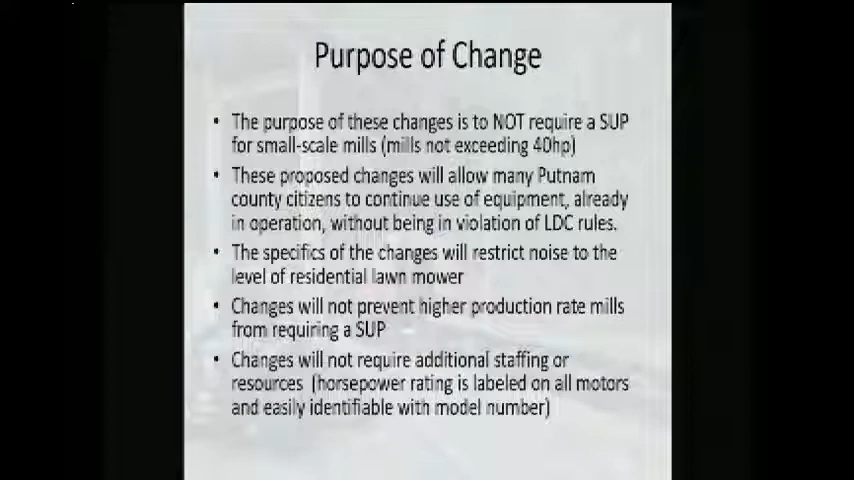 Purpose of Change
• The purpose of these changes is to NOT require a SUP
for small-scale mills (mills not exceeding 40hp)
• These proposed changes will allow many Putnam
county citizens to continue use of equipment, already
in operation, without being in violation of LDC rules.
• The specifics of the changes will restrict noise to the
level of residential lawn mower
• Changes will not prevent higher production rate mills
from requiring a SUP
• Changes will not require additional staffing or
resources (horsepower rating is labeled on all motors
and easily identifiable with model number)